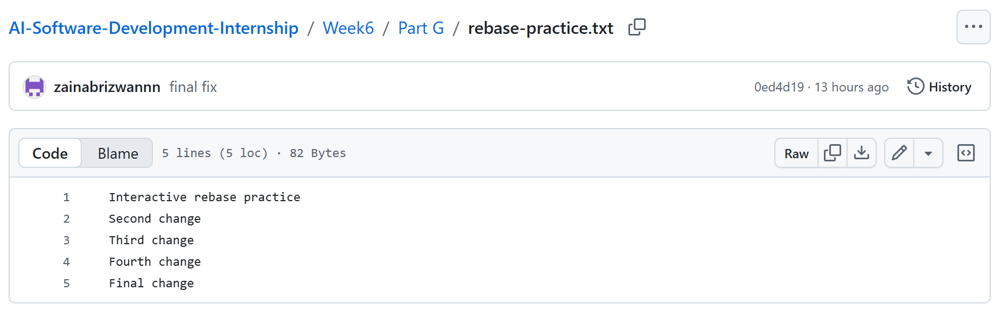 AI-Software-Development-Internship / Week6 / Part G / rebase-practice.txt
zainabrizwannn final fix 0ed4d19 · 13 hours ago History
Code Blame 5 lines (5 loc) · 82 Bytes Raw
1 Interactive rebase practice
2 Second change
3 Third change
4 Fourth change
5 Final change